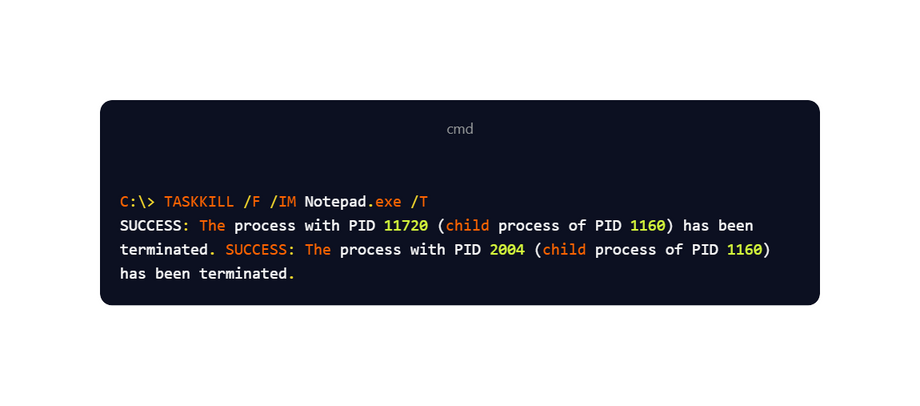 cmd
C:\> TASKKILL /F /IM Notepad.exe /T
SUCCESS: The process with PID 11720 (child process of PID 1160) has been
terminated. SUCCESS: The process with PID 2004 (child process of PID 1160)
has been terminated.